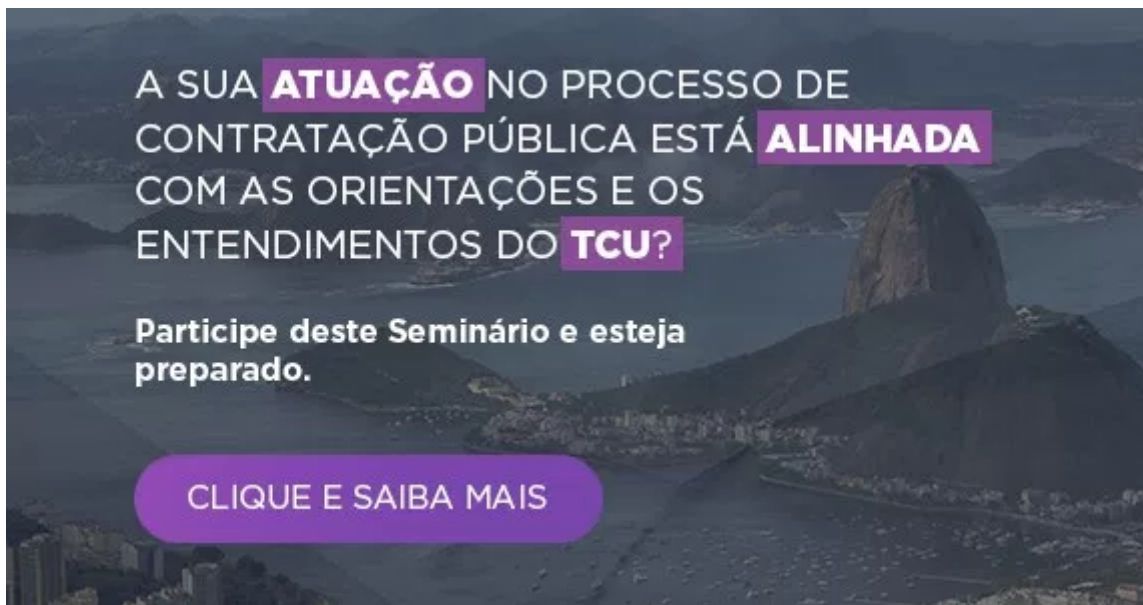 A SUA ATUAÇÃO NO PROCESSO DE
CONTRATAÇÃO PÚBLICA ESTÁ ALINHADA
COM AS ORIENTAÇÕES E OS
ENTENDIMENTOS DO TCU?
Participe deste Seminário e esteja
preparado.
CLIQUE E SAIBA MAIS